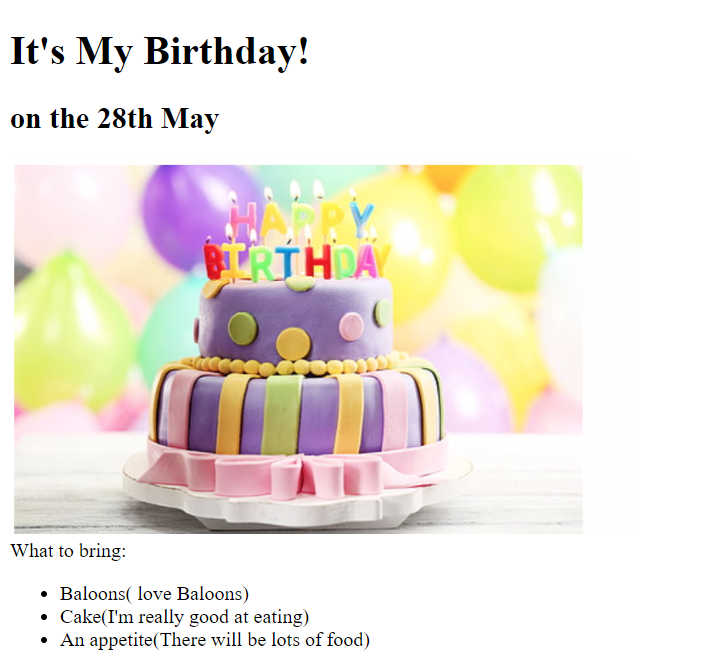 It's My Birthday!
on the 28th May
HAPPY
BIRTHDAY
What to bring:
Baloons( love Baloons)
Cake(I'm really good at eating)
An appetite(There will be lots of food)